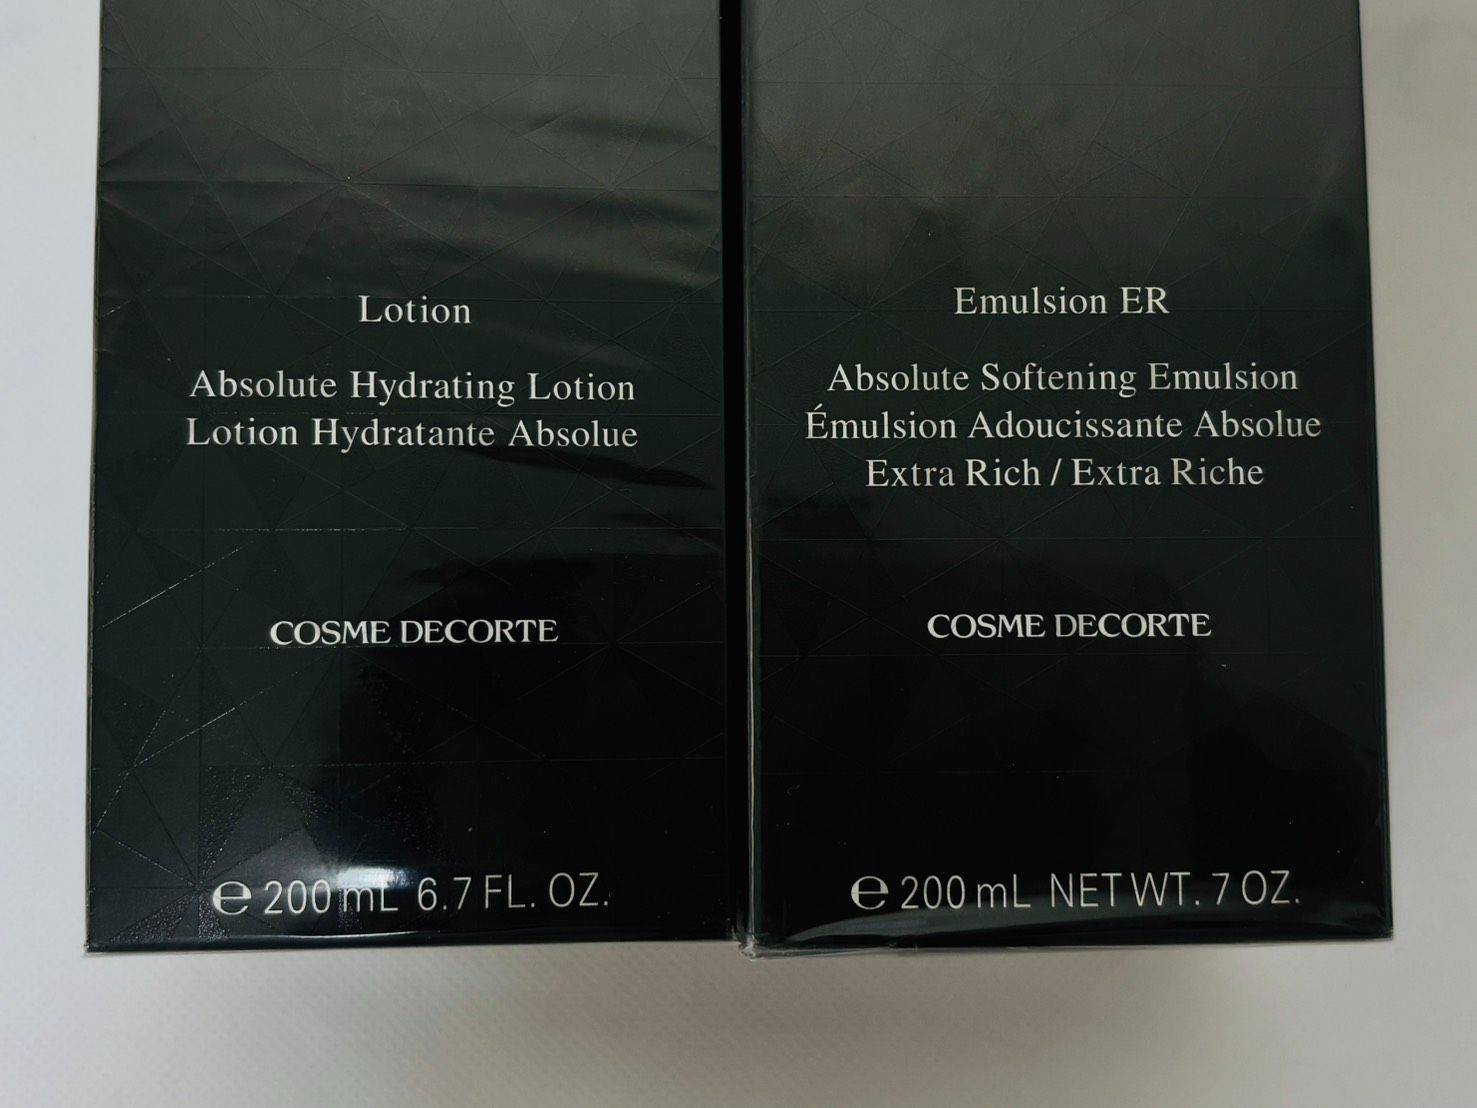 Lotion
Absolute Hydrating Lotion
Lotion Hydratante Absolue
COSME DECORTE
℮ 200 mL 6.7 FL. OZ.
Emulsion ER
Absolute Softening Emulsion
Émulsion Adoucissante Absolue
Extra Rich / Extra Riche
COSME DECORTE
℮ 200 mL NET WT. 7 OZ.